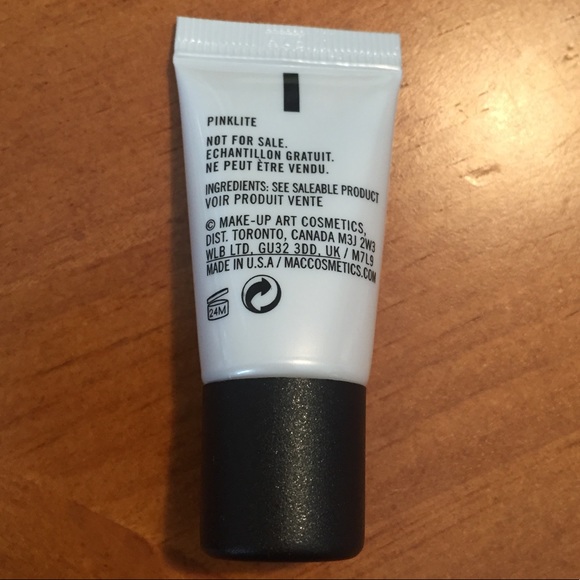 PINKLITE
NOT FOR SALE.
ECHANTILLON GRATUIT.
NE PEUT ÊTRE VENDU.
INGREDIENTS: SEE SALEABLE PRODUCT
VOIR PRODUIT VENTE
© MAKE-UP ART COSMETICS,
DIST. TORONTO, CANADA M3J 2W3
WLB LTD, GU32 3DD, UK / M7L9
MADE IN U.S.A / MACCOSMETICS.COM
24M